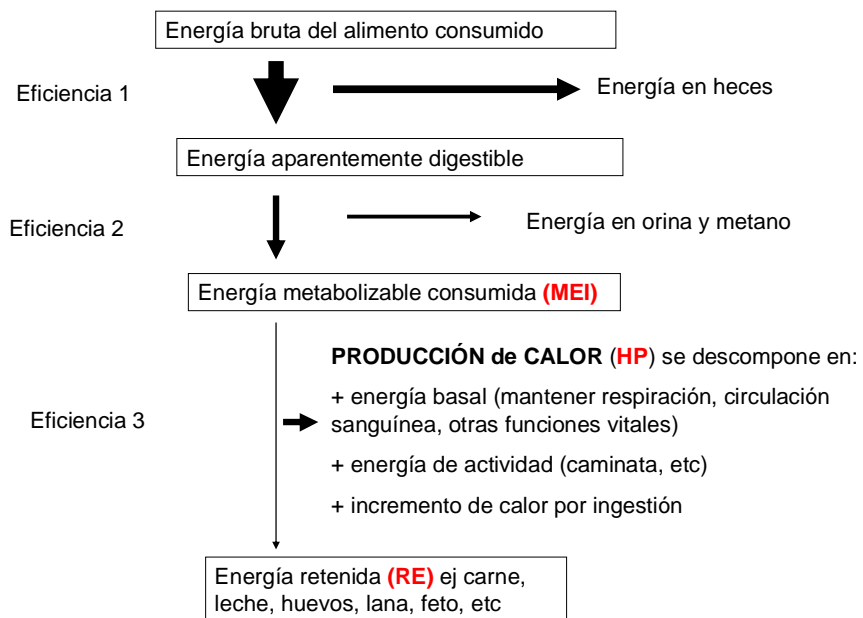 Energía bruta del alimento consumido
Eficiencia 1
Energía en heces
Energía aparentemente digestible
Eficiencia 2
Energía en orina y metano
Energía metabolizable consumida (MEI)
PRODUCCIÓN de CALOR (HP) se descompone en:
+ energía basal (mantener respiración, circulación
sanguínea, otras funciones vitales)
Eficiencia 3
+ energía de actividad (caminata, etc)
+ incremento de calor por ingestión
Energía retenida (RE) ej carne,
leche, huevos, lana, feto, etc